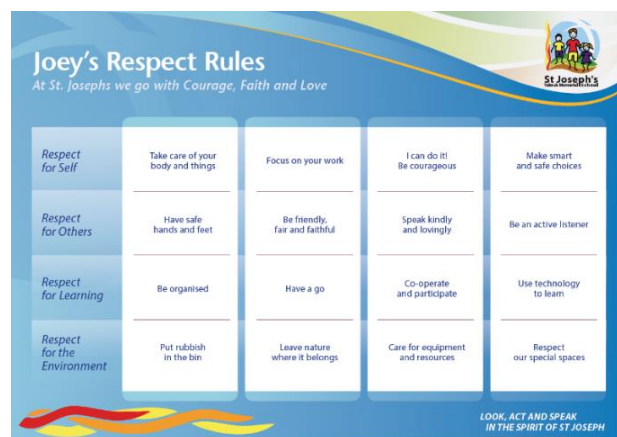 Joey's Respect Rules
At St. Josephs we go with Courage, Faith and Love
St Joseph's
Respect
for Self
Take care of your
body and things
Focus on your work
I can do it!
Be courageous
Make smart
and safe choices
Respect
for Others
Have safe
hands and feet
Be friendly,
fair and faithful
Speak kindly
and lovingly
Be an active listener
Respect
for Learning
Be organised
Have a go
Co-operate
and participate
Use technology
to learn
Respect
for the
Environment
Put rubbish
in the bin
Leave nature
where it belongs
Care for equipment
and resources
Respect
our special spaces
LOOK, ACT AND SPEAK
IN THE SPIRIT OF ST JOSEPH